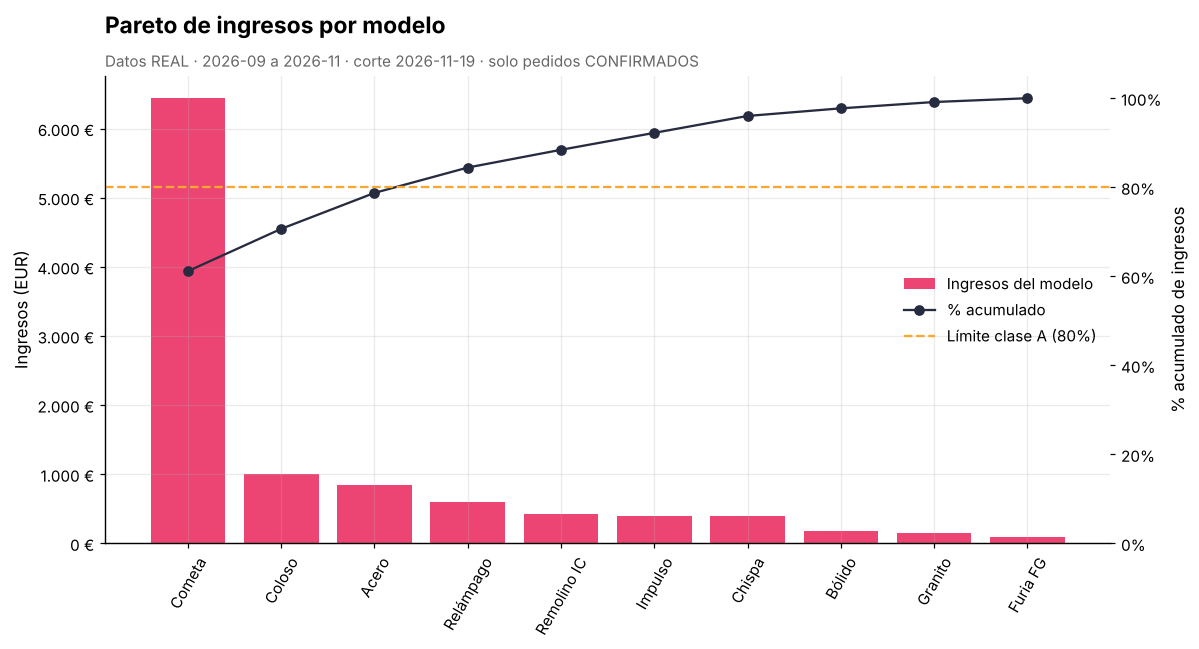 Pareto de ingresos por modelo
Datos REAL · 2026-09 a 2026-11 · corte 2026-11-19 · solo pedidos CONFIRMADOS
Ingresos (EUR)
6.000 €
5.000 €
4.000 €
3.000 €
2.000 €
1.000 €
0 €
100%
80%
60%
40%
20%
0%
% acumulado de ingresos
Ingresos del modelo
% acumulado
Límite clase A (80%)
Cometa
Coloso
Acero
Relámpago
Remolino IC
Impulso
Chispa
Bólido
Granito
Furia FG